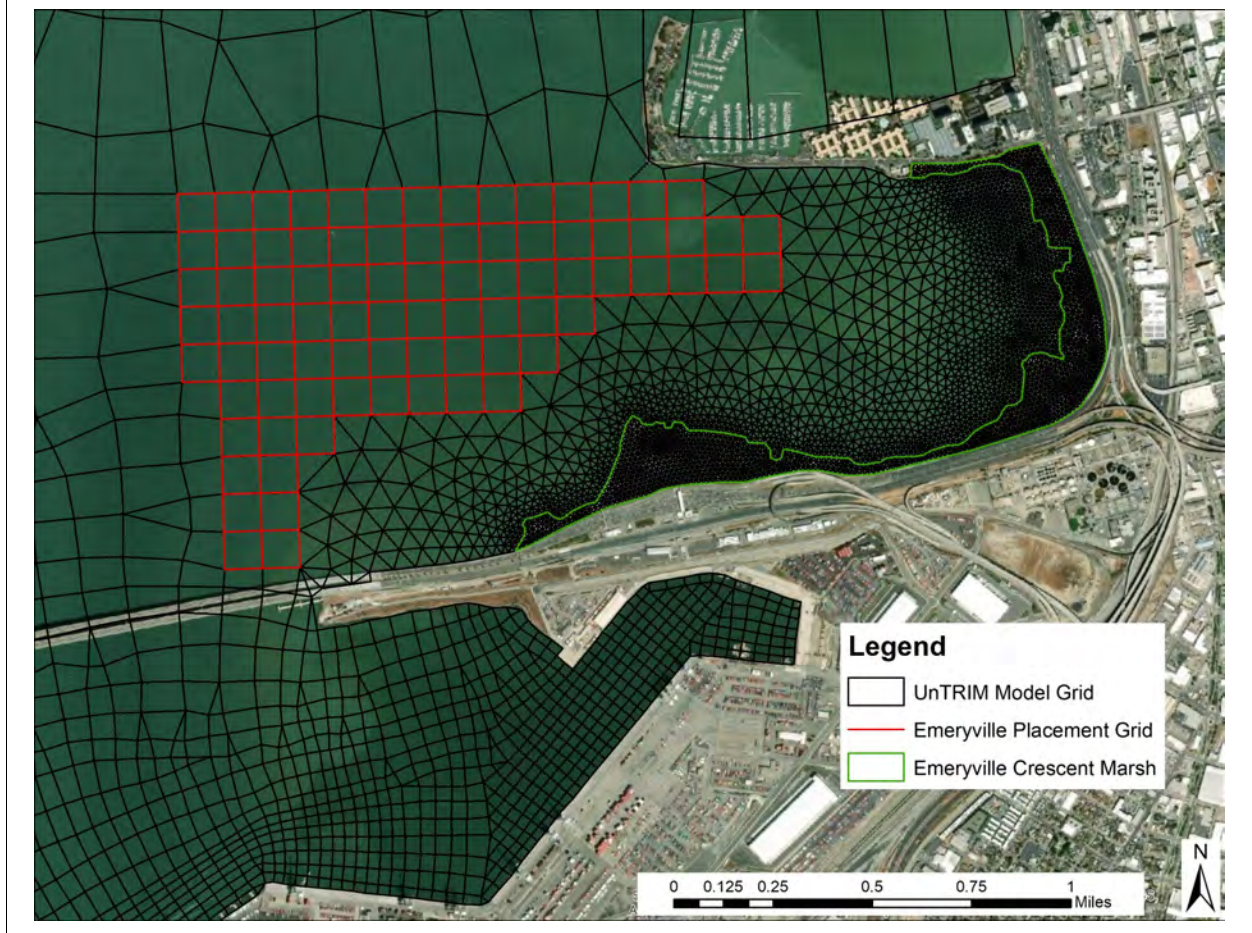 Legend
UnTRIM Model Grid
Emeryville Placement Grid
Emeryville Crescent Marsh
N
0 0.125 0.25 0.5 0.75 1
Miles